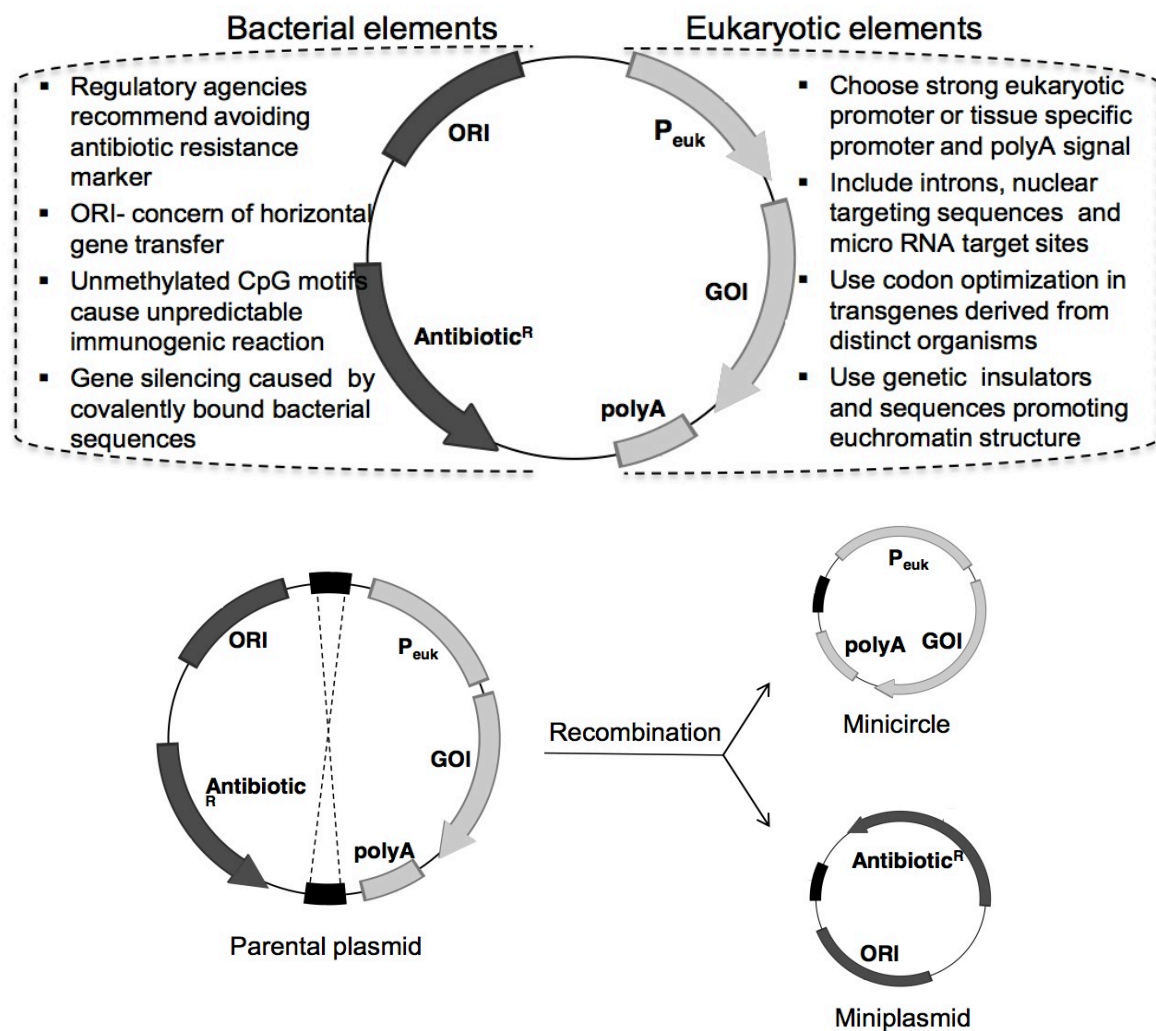 Bacterial elements
Eukaryotic elements
▪ Regulatory agencies
recommend avoiding
antibiotic resistance
marker
▪ ORI- concern of horizontal
gene transfer
▪ Unmethylated CpG motifs
cause unpredictable
immunogenic reaction
▪ Gene silencing caused by
covalently bound bacterial
sequences
ORI
Peuk
GOI
AntibioticR
polyA
▪ Choose strong eukaryotic
promoter or tissue specific
promoter and polyA signal
▪ Include introns, nuclear
targeting sequences and
micro RNA target sites
▪ Use codon optimization in
transgenes derived from
distinct organisms
▪ Use genetic insulators
and sequences promoting
euchromatin structure
ORI
Peuk
GOI
Antibiotic
R
polyA
Parental plasmid
Recombination
Peuk
polyA
GOI
Minicircle
AntibioticR
ORI
Miniplasmid